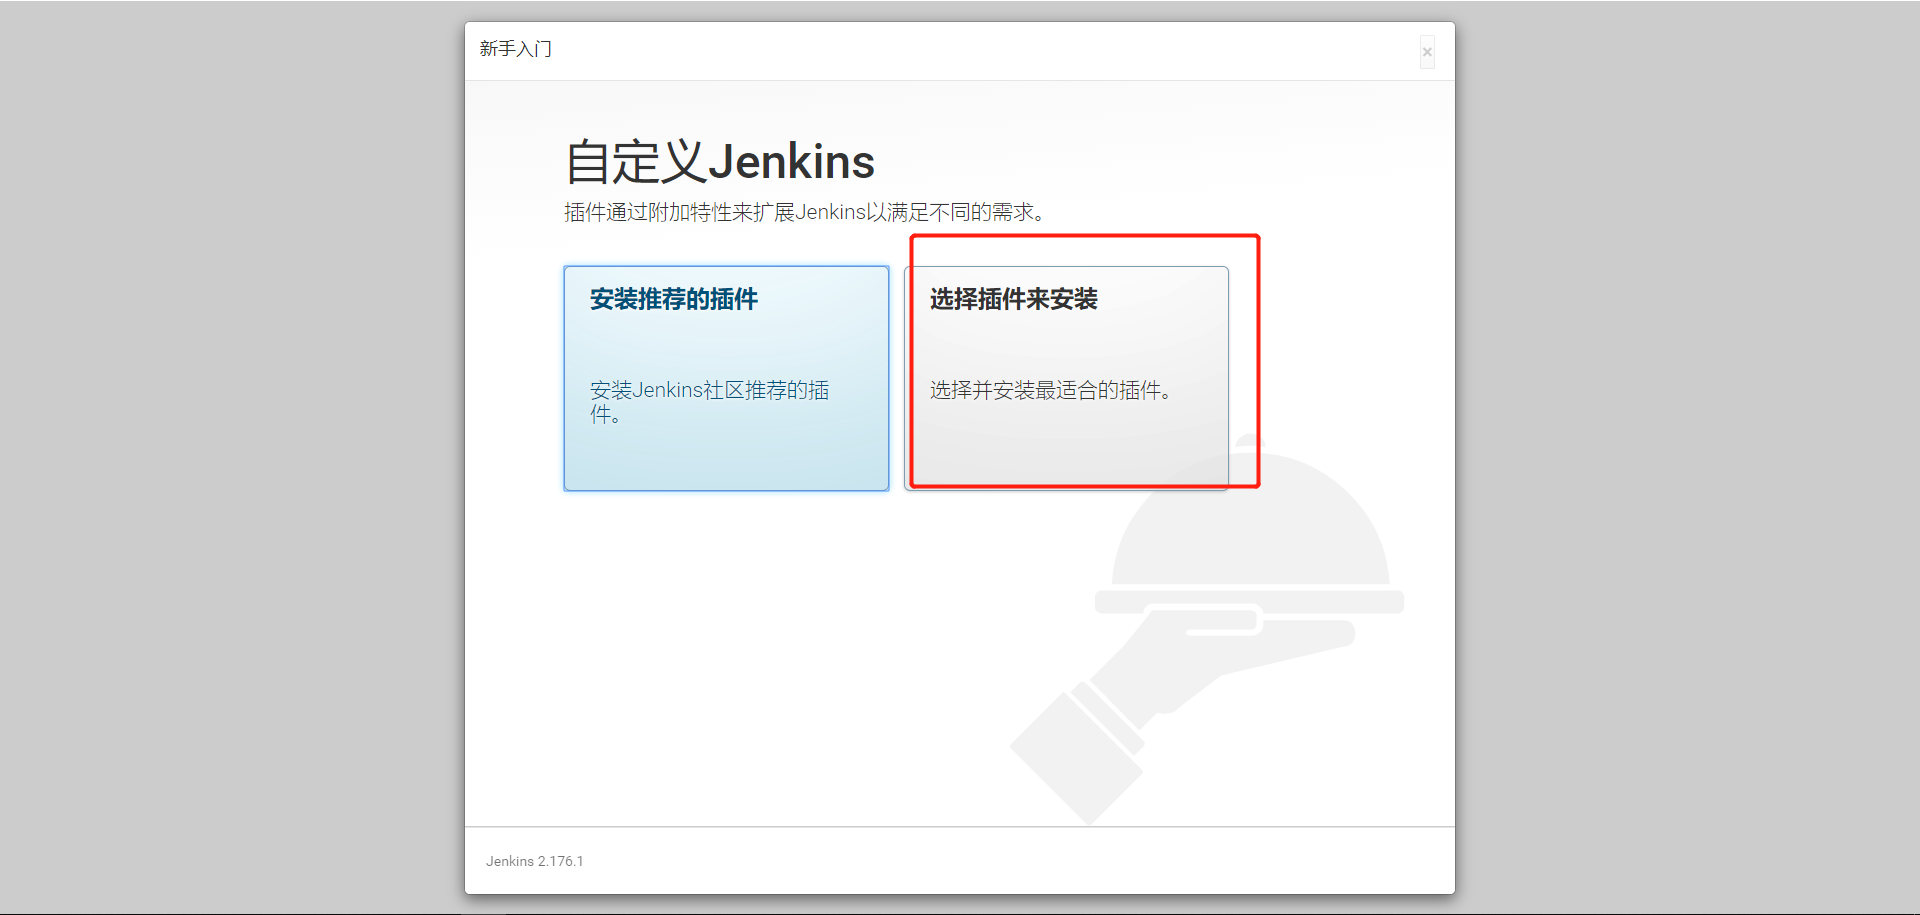 新手入门
×
自定义Jenkins
插件通过附加特性来扩展Jenkins以满足不同的需求。
安装推荐的插件
安装Jenkins社区推荐的插
件。
选择插件来安装
选择并安装最适合的插件。
Jenkins 2.176.1